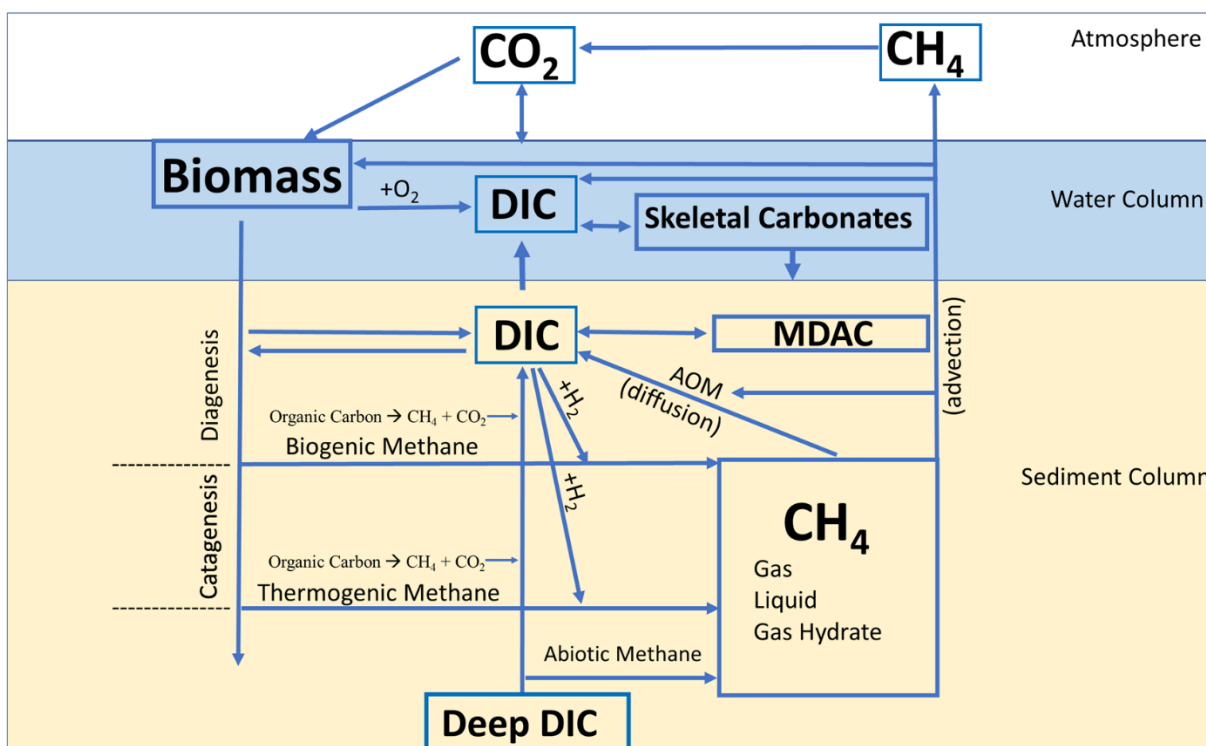 CO₂
CH₄
Atmosphere
Biomass
+O₂
DIC
Skeletal Carbonates
Water Column
DIC
MDAC
AOM
(diffusion)
(advection)
Diagenesis
+H₂
Organic Carbon → CH₄ + CO₂
Biogenic Methane
+H₂
Sediment Column
CH₄
Gas
Liquid
Gas Hydrate
Catagenesis
Organic Carbon → CH₄ + CO₂
Thermogenic Methane
Abiotic Methane
Deep DIC